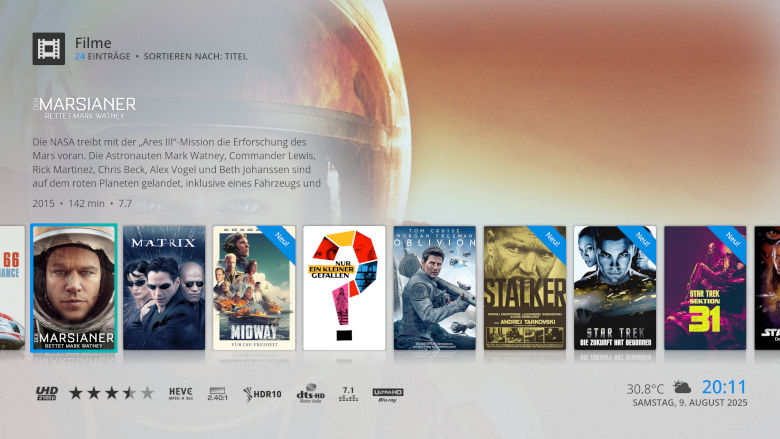 Filme
24 EINTRÄGE • SORTIEREN NACH: TITEL
DER
MARSIANER
RETTET MARK WATNEY
Die NASA treibt mit der „Ares III"-Mission die Erforschung des
Mars voran. Die Astronauten Mark Watney, Commander Lewis,
Rick Martinez, Chris Beck, Alex Vogel und Beth Johanssen sind
auf dem roten Planeten gelandet, inklusive eines Fahrzeugs und
2015 • 142 min • 7.7
66
DER
MARSIANER
RETTET MARK WATNEY
MATRIX
Neu!
MIDWAY
FÜR DIE FREIHEIT
NUR
EIN KLEINER
GEFALLEN
TOM CRUISE
MORGAN FREEMAN
OBLIVION
Neu!
STALKER
ANDREJ TARKOWSKI
Neu!
STAR TREK
DIE ZUKUNFT HAT BEGONNEN
Neu!
STAR TREK
SEKTION
31
UHD
2160p
HEVC
MPEG-H 265
2.40:1
HDR10
dts-HD
Master Audio
7.1
ULTRA HD
Blu-ray
30.8°C
20:11
SAMSTAG, 9. AUGUST 2025